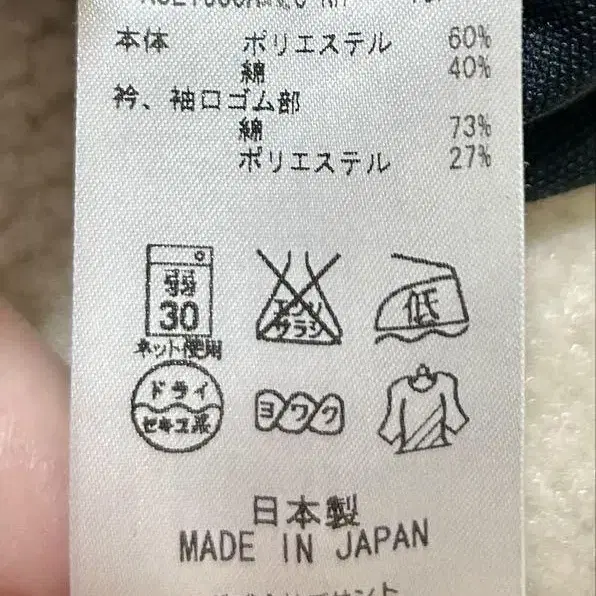 本体 ポリエステル 60%
綿 40%
衿、袖口ゴム部
綿 73%
ポリエステル 27%
弱
30
ネット使用
エンソ
サラシ
低
ドライ
セキユ系
ヨワク
日本製
MADE IN JAPAN